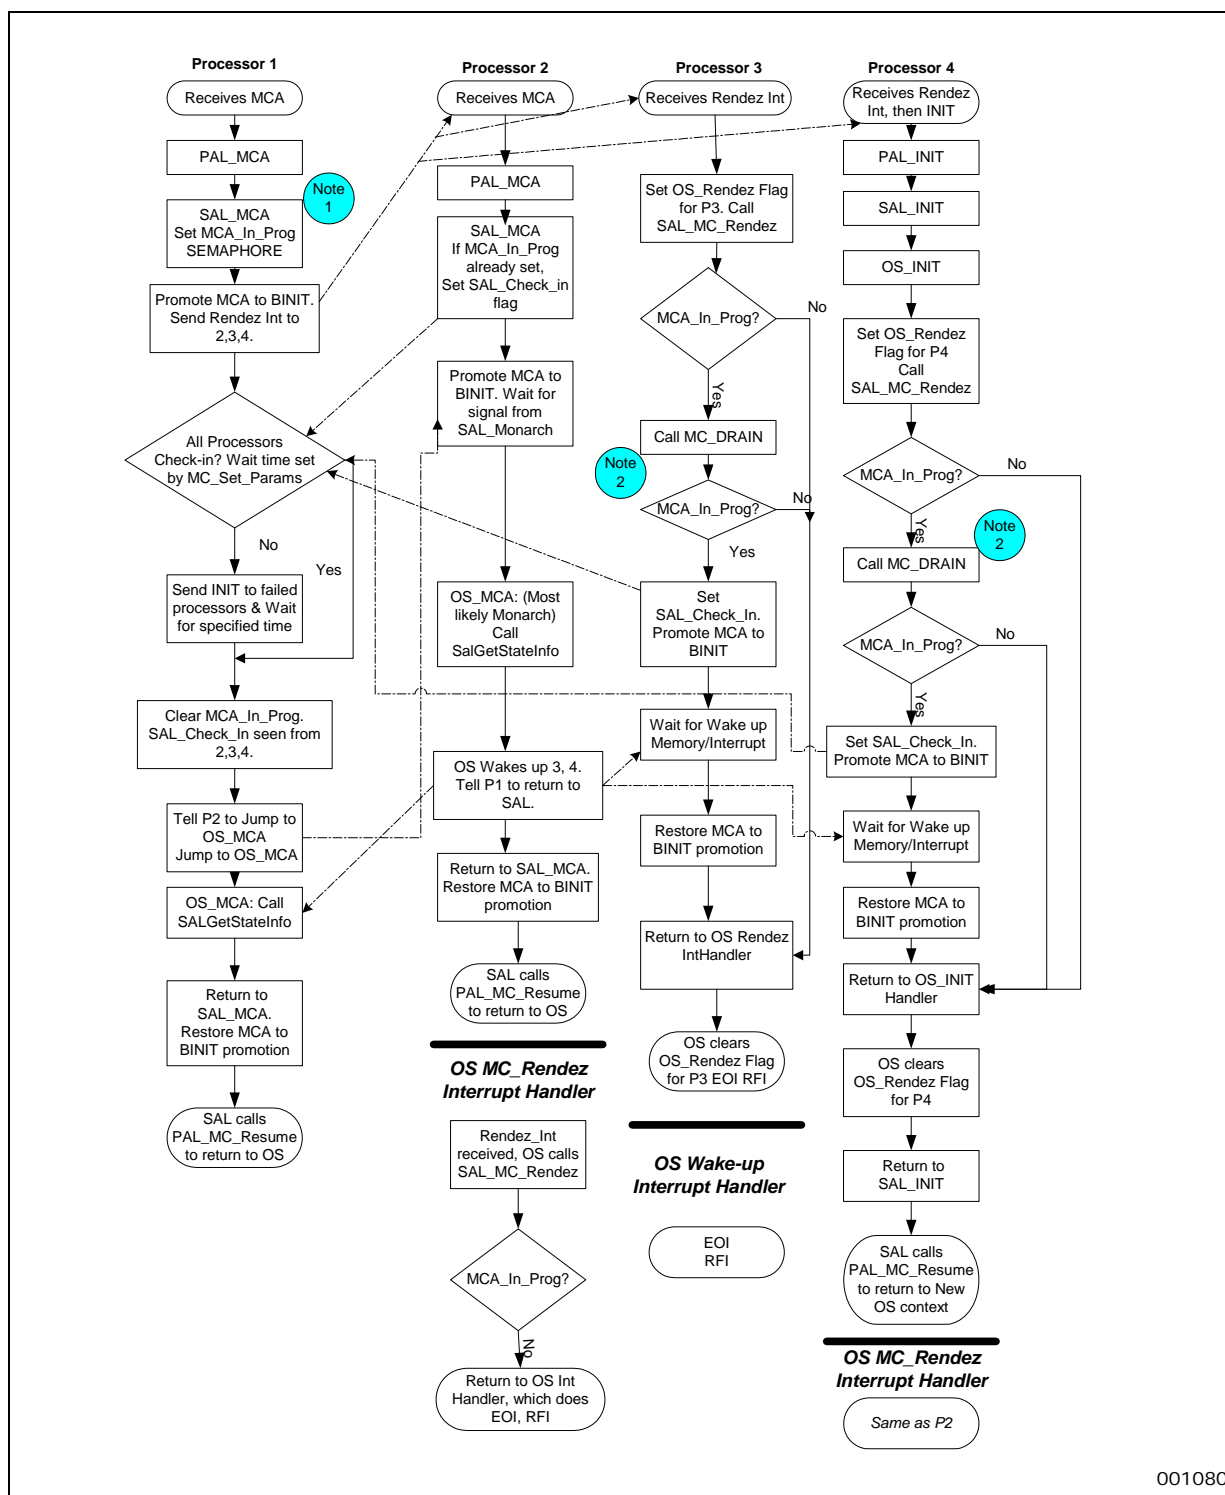 Processor 1
Receives MCA
PAL_MCA
Note
1
SAL_MCA
Set MCA_In_Prog
SEMAPHORE
Promote MCA to BINIT.
Send Rendez Int to
2,3,4.
All Processors
Check-in? Wait time set
by MC_Set_Params
No
Yes
Send INIT to failed
processors & Wait
for specified time
Clear MCA_In_Prog.
SAL_Check_In seen from
2,3,4.
Tell P2 to Jump to
OS_MCA
Jump to OS_MCA
OS_MCA: Call
SALGetStateInfo
Return to
SAL_MCA.
Restore MCA to
BINIT promotion
SAL calls
PAL_MC_Resume
to return to OS
Processor 2
Receives MCA
PAL_MCA
SAL_MCA
If MCA_In_Prog
already set,
Set SAL_Check_in
flag
Promote MCA to
BINIT. Wait for
signal from
SAL_Monarch
OS_MCA: (Most
likely Monarch)
Call
SalGetStateInfo
OS Wakes up 3, 4.
Tell P1 to return to
SAL.
Return to SAL_MCA.
Restore MCA to BINIT
promotion
SAL calls
PAL_MC_Resume
to return to OS
OS MC_Rendez
Interrupt Handler
Rendez_Int
received, OS calls
SAL_MC_Rendez
MCA_In_Prog?
No
Return to OS Int
Handler, which does
EOI, RFI
Processor 3
Receives Rendez Int
Set OS_Rendez Flag
for P3. Call
SAL_MC_Rendez
MCA_In_Prog?
No
Yes
Call MC_DRAIN
Note
2
MCA_In_Prog?
No
Yes
Set
SAL_Check_In.
Promote MCA to
BINIT
Wait for Wake up
Memory/Interrupt
Restore MCA to
BINIT promotion
Return to OS Rendez
IntHandler
OS clears
OS_Rendez Flag
for P3 EOI RFI
OS Wake-up
Interrupt Handler
EOI
RFI
Processor 4
Receives Rendez
Int, then INIT
PAL_INIT
SAL_INIT
OS_INIT
Set OS_Rendez
Flag for P4
Call
SAL_MC_Rendez
MCA_In_Prog?
No
Yes
Note
2
Call MC_DRAIN
MCA_In_Prog?
No
Yes
Set SAL_Check_In.
Promote MCA to BINIT
Wait for Wake up
Memory/Interrupt
Restore MCA to
BINIT promotion
Return to OS_INIT
Handler
OS clears
OS_Rendez Flag
for P4
Return to
SAL_INIT
SAL calls
PAL_MC_Resume
to return to New
OS context
OS MC_Rendez
Interrupt Handler
Same as P2
001080